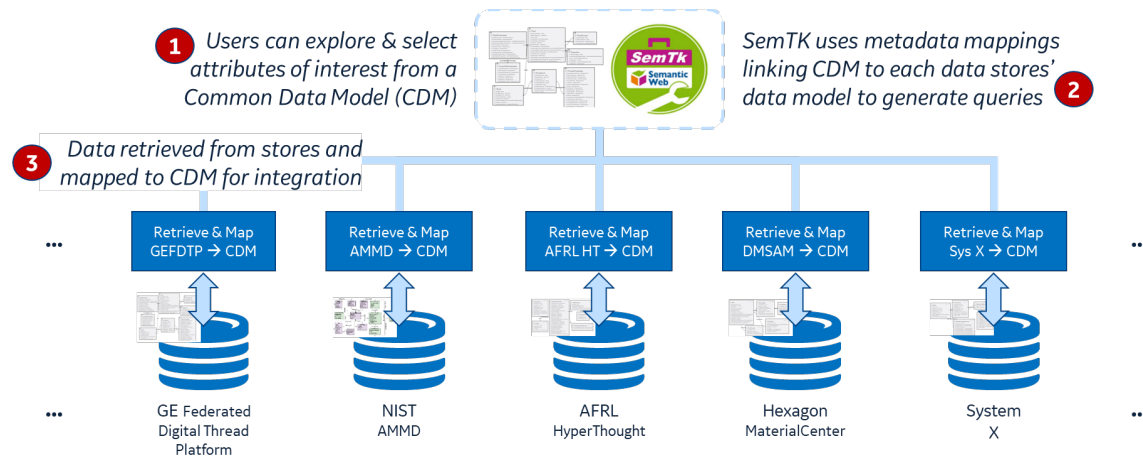 1
Users can explore & select
attributes of interest from a
Common Data Model (CDM)
SemTk
Semantic
Web
SemTK uses metadata mappings
linking CDM to each data stores'
data model to generate queries
2
3
Data retrieved from stores and
mapped to CDM for integration
...
Retrieve & Map
GEFDTP → CDM
Retrieve & Map
AMMD → CDM
Retrieve & Map
AFRL HT → CDM
Retrieve & Map
DMSAM → CDM
Retrieve & Map
Sys X → CDM
..
...
GE Federated
Digital Thread
Platform
NIST
AMMD
AFRL
HyperThought
Hexagon
MaterialCenter
System
X
..